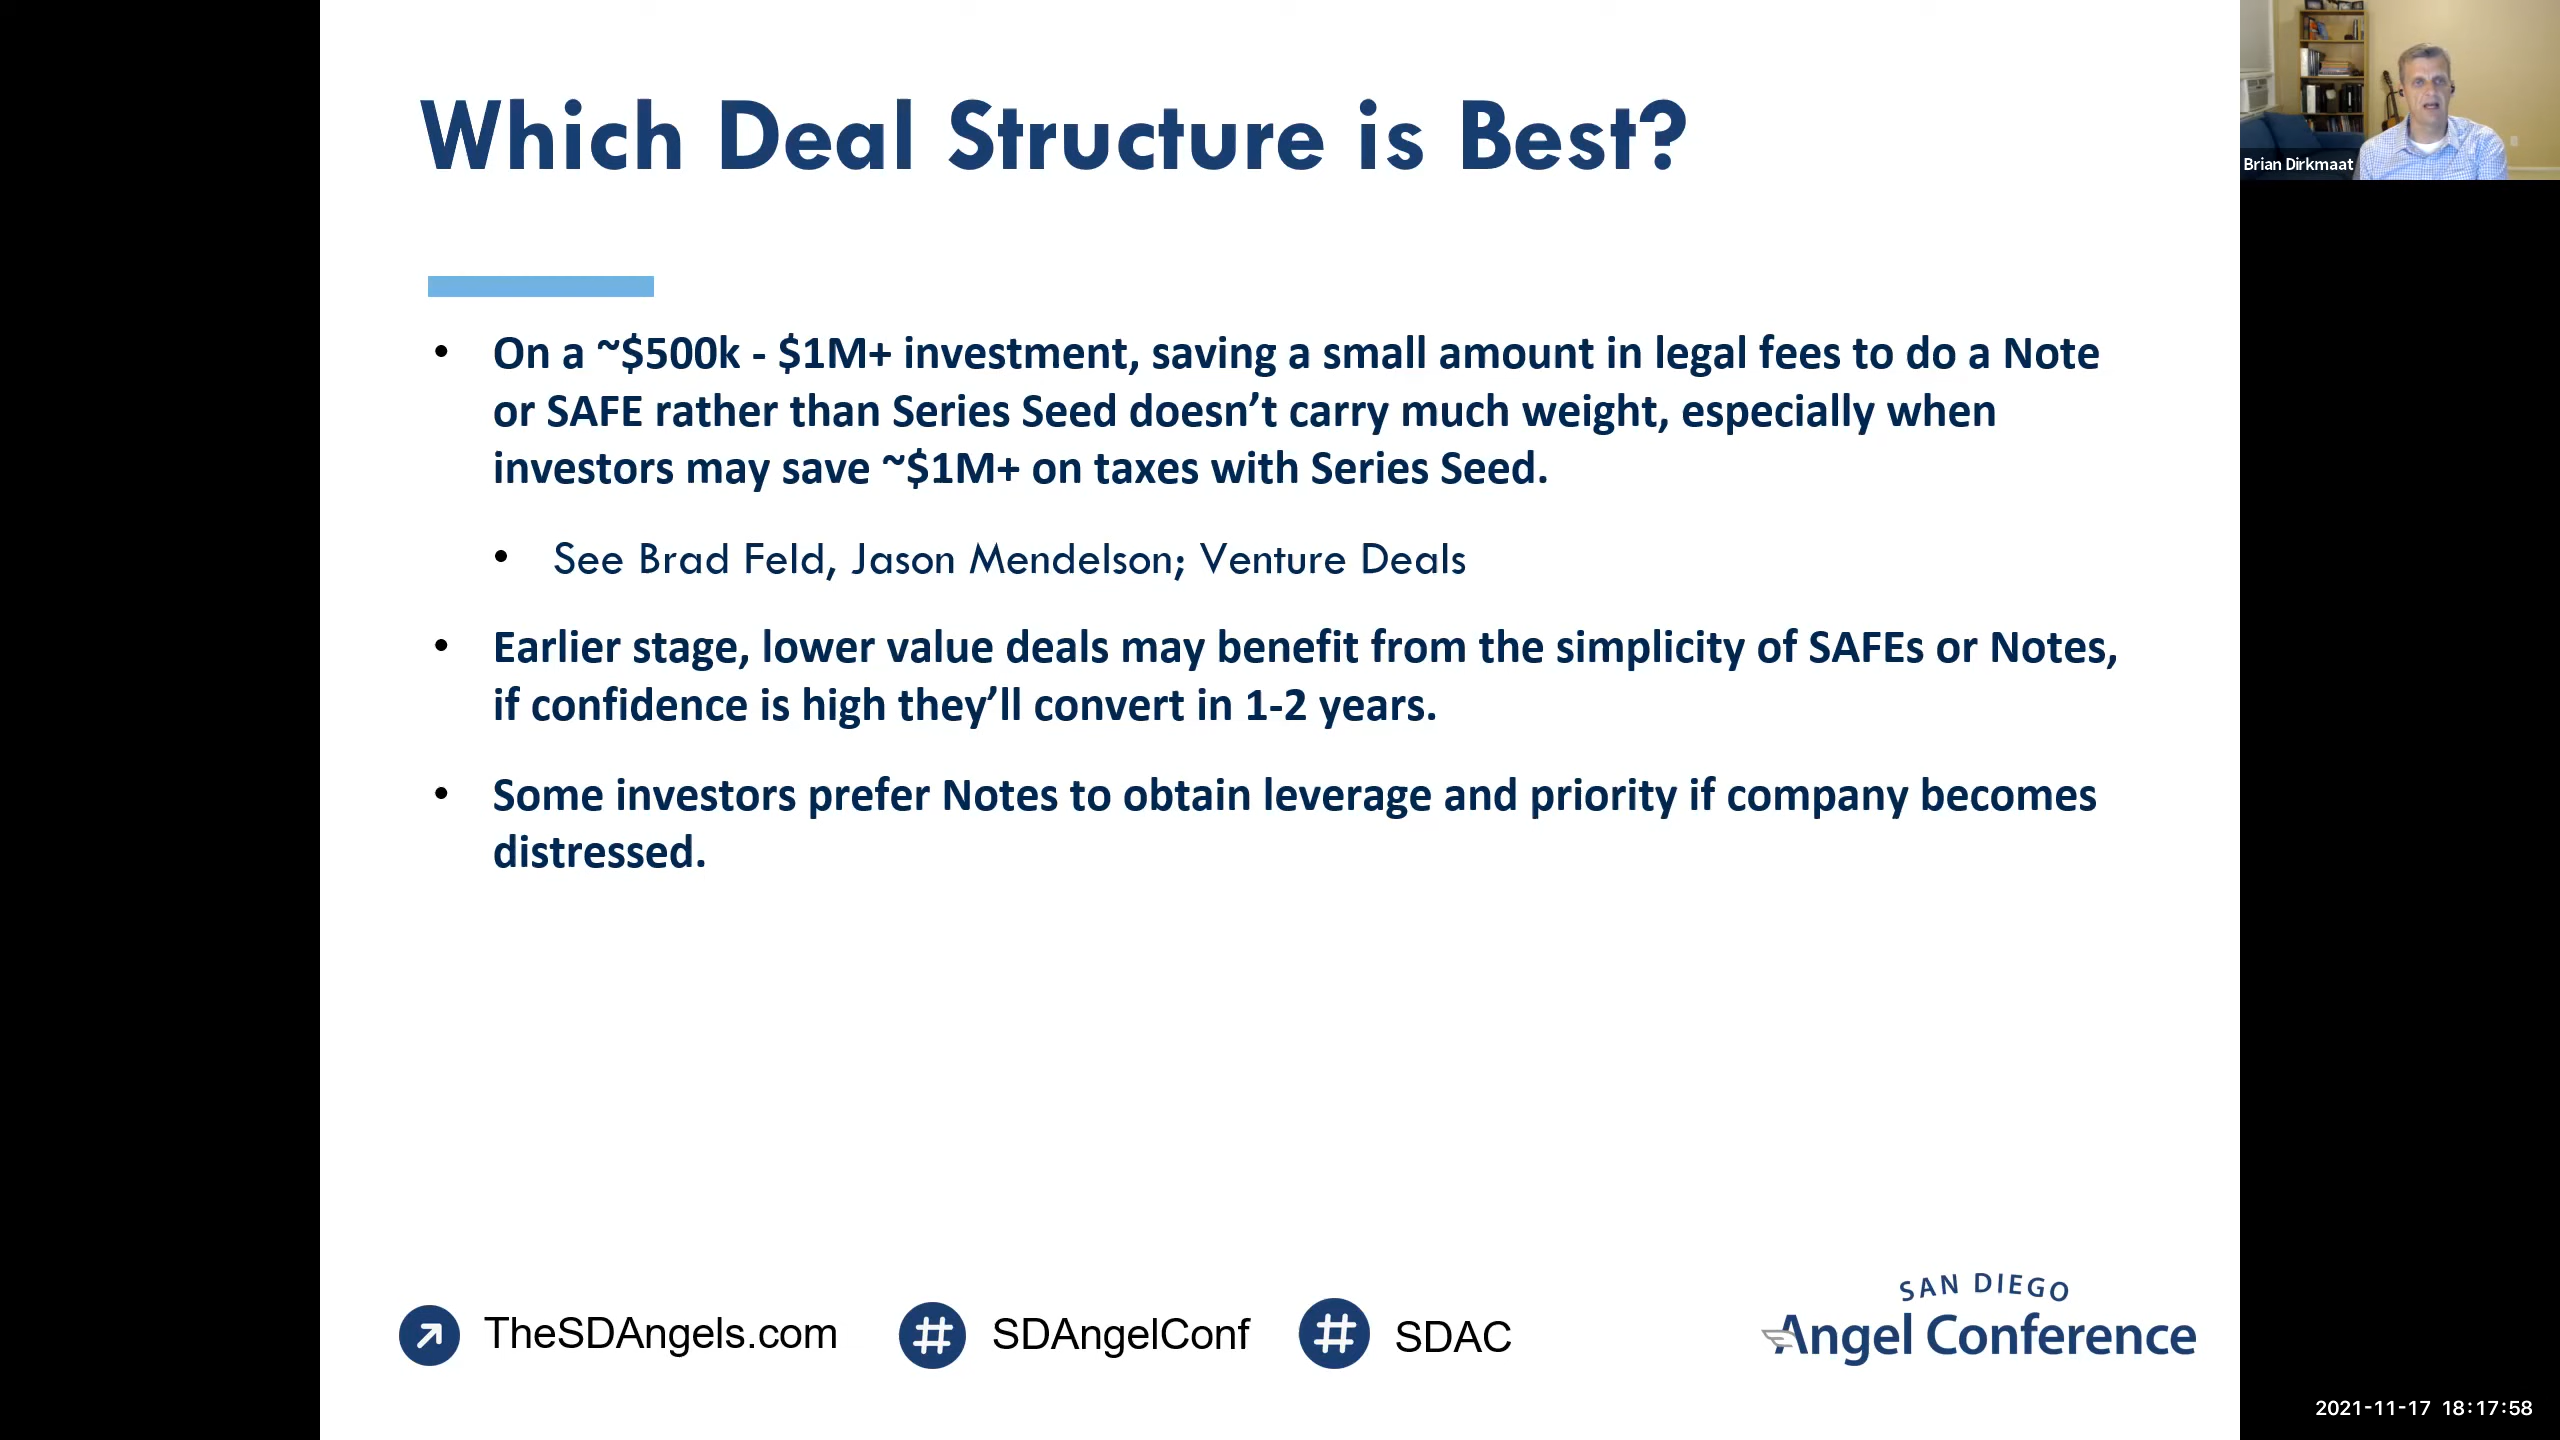 Which Deal Structure is Best?
Brian Dirkmaat
• On a ~$500k - $1M+ investment, saving a small amount in legal fees to do a Note
or SAFE rather than Series Seed doesn’t carry much weight, especially when
investors may save ~$1M+ on taxes with Series Seed.
• See Brad Feld, Jason Mendelson; Venture Deals
• Earlier stage, lower value deals may benefit from the simplicity of SAFEs or Notes,
if confidence is high they’ll convert in 1-2 years.
• Some investors prefer Notes to obtain leverage and priority if company becomes
distressed.
TheSDAngels.com
# SDAngelConf
# SDAC
SAN DIEGO
Angel Conference
2021-11-17 18:17:58